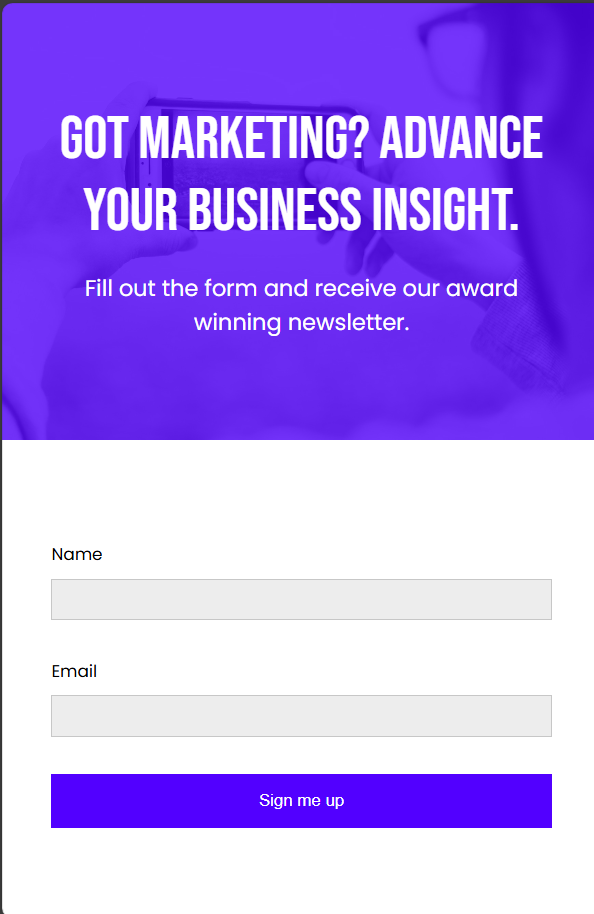 GOT MARKETING? ADVANCE
YOUR BUSINESS INSIGHT.
Fill out the form and receive our award
winning newsletter.
Name
Email
Sign me up